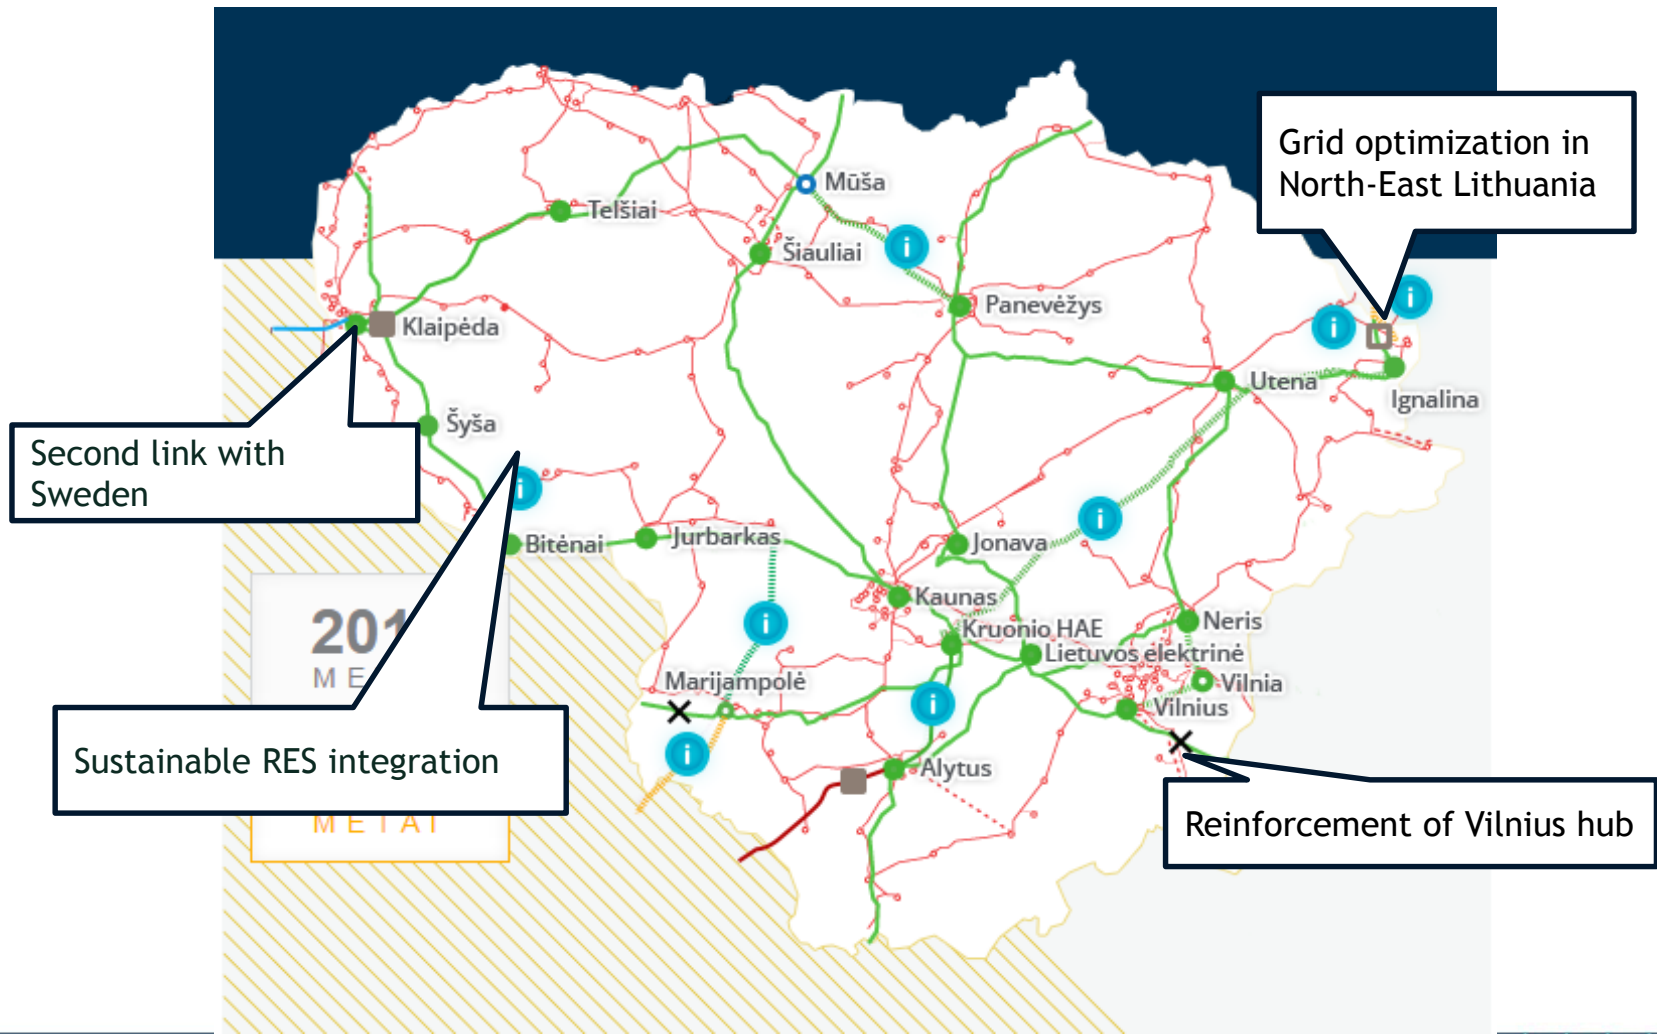 Grid optimization in
North-East Lithuania
Mūša
Telšiai
Šiauliai
Panevėžys
Klaipėda
Utena
Ignalina
Šyša
Second link with
Sweden
Bitėnai
Jurbarkas
Jonava
Kaunas
Kruonio HAE
Neris
Lietuvos elektrinė
Marijampolė
Vilnia
Vilnius
Sustainable RES integration
Alytus
Reinforcement of Vilnius hub
i
i
i
i
i
i
i
i